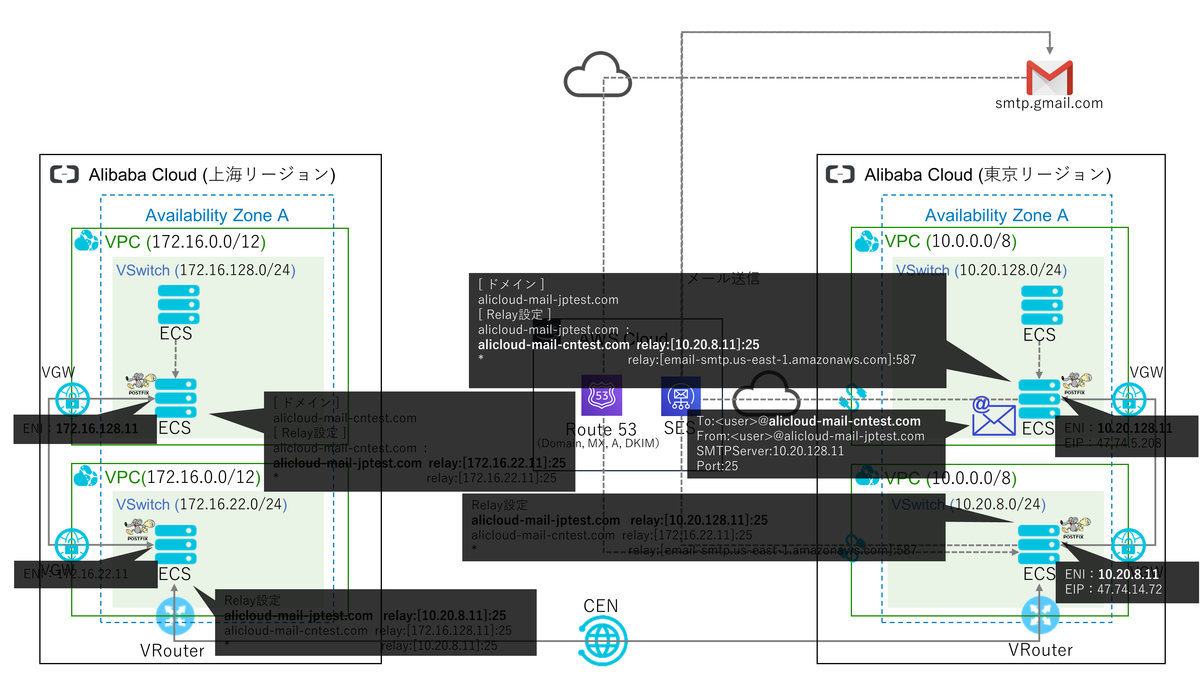 smtp.gmail.com
Alibaba Cloud (上海リージョン)
Availability Zone A
VPC (172.16.0.0/12)
VSwitch (172.16.128.0/24)
ECS
VGW
POSTFIX
ENI：172.16.128.11
ECS
[ ドメイン ]
alicloud-mail-cntest.com
[ Relay設定 ]
alicloud-mail-cntest.com :
alicloud-mail-jptest.com relay:[172.16.22.11]:25
* relay:[172.16.22.11]:25
VPC(172.16.0.0/12)
VSwitch (172.16.22.0/24)
POSTFIX
VGW
ENI：172.16.22.11
ECS
Relay設定
alicloud-mail-jptest.com relay:[10.20.8.11]:25
alicloud-mail-cntest.com relay:[172.16.128.11]:25
* relay:[10.20.8.11]:25
VRouter
CEN
メール送信
[ ドメイン ]
alicloud-mail-jptest.com
[ Relay設定 ]
alicloud-mail-jptest.com :
alicloud-mail-cntest.com relay:[10.20.8.11]:25
* relay:[email-smtp.us-east-1.amazonaws.com]:587
AWS Cloud
53
Route 53
(Domain, MX, A, DKIM)
SES
To:<user>@alicloud-mail-cntest.com
From:<user>@alicloud-mail-jptest.com
SMTPServer:10.20.128.11
Port:25
Relay設定
alicloud-mail-jptest.com relay:[10.20.128.11]:25
alicloud-mail-cntest.com relay:[172.16.22.11]:25
* relay:[email-smtp.us-east-1.amazonaws.com]:587
Alibaba Cloud (東京リージョン)
Availability Zone A
VPC (10.0.0.0/8)
VSwitch (10.20.128.0/24)
ECS
VGW
POSTFIX
@
ECS
ENI：10.20.128.11
EIP：47.74.5.208
VPC (10.0.0.0/8)
VSwitch (10.20.8.0/24)
POSTFIX
ECS
VGW
ENI：10.20.8.11
EIP：47.74.14.72
VRouter